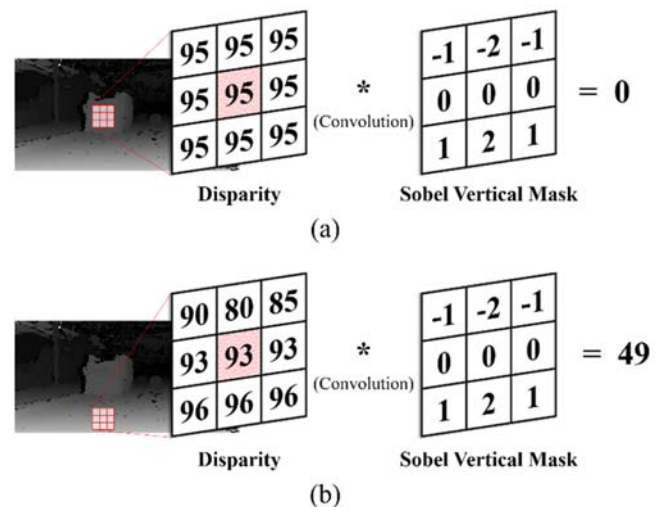 95 95 95
95 95 95
95 95 95
*
(Convolution)
-1 -2 -1
0 0 0
1 2 1
= 0
Disparity
Sobel Vertical Mask
(a)
90 80 85
93 93 93
96 96 96
*
(Convolution)
-1 -2 -1
0 0 0
1 2 1
= 49
Disparity
Sobel Vertical Mask
(b)